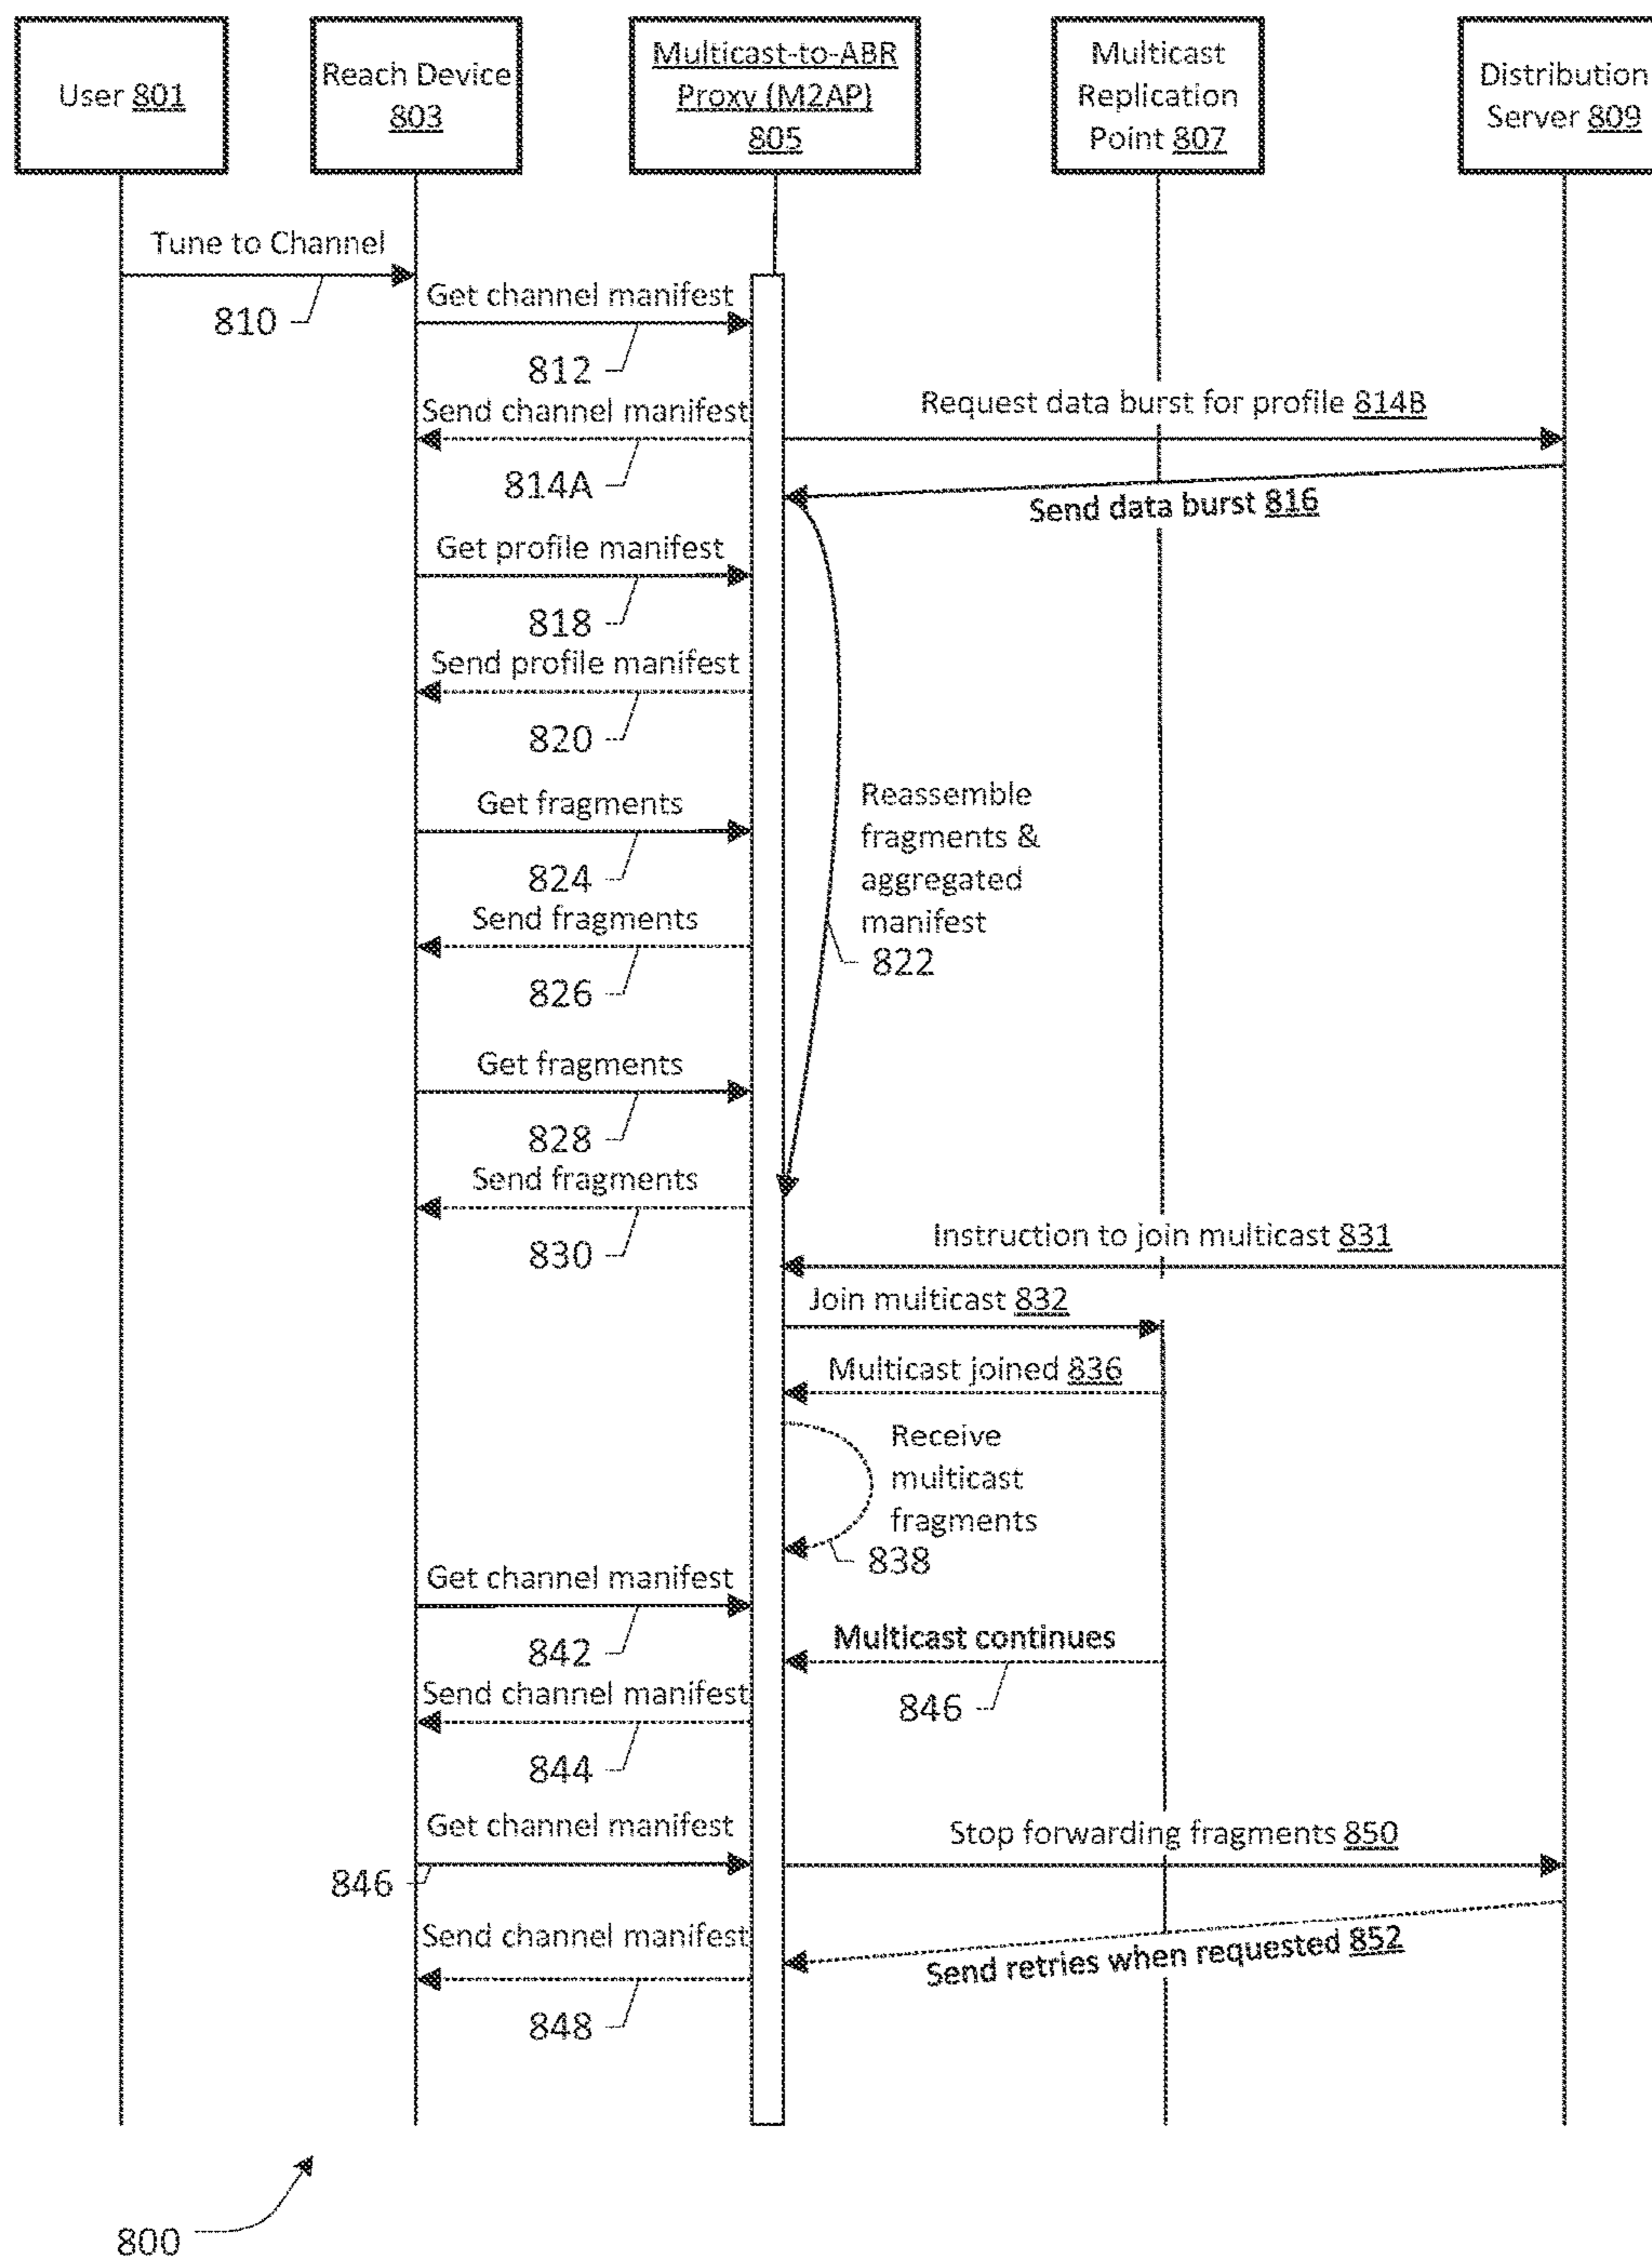 User 801
Reach Device
803
Multicast-to-ABR
Proxy (M2AP)
805
Multicast
Replication
Point 807
Distribution
Server 809
Tune to Channel
810
Get channel manifest
812
Send channel manifest
814A
Request data burst for profile 814B
Send data burst 816
Get profile manifest
818
Send profile manifest
820
Reassemble
fragments &
aggregated
manifest
822
Get fragments
824
Send fragments
826
Get fragments
828
Send fragments
830
Instruction to join multicast 831
Join multicast 832
Multicast joined 836
Receive
multicast
fragments
838
Get channel manifest
842
Multicast continues
846
Send channel manifest
844
Get channel manifest
846
Stop forwarding fragments 850
Send channel manifest
848
Send retries when requested 852
800